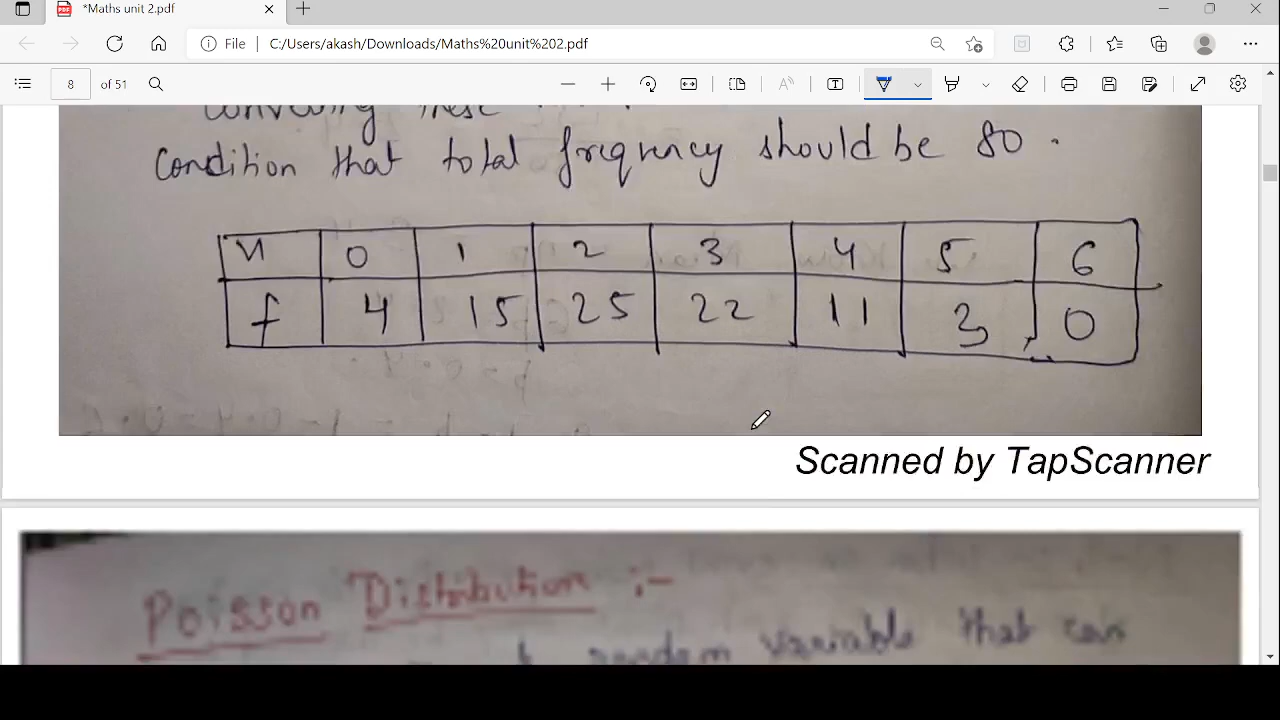 *Maths unit 2.pdf
File C:/Users/akash/Downloads/Maths%20unit%202.pdf
8 of 51
these
Condition that total frequency should be 80 .
x 0 1 2 3 4 5 6
f 4 15 25 22 11 3 0
Scanned by TapScanner
Poisson Distribution :-
random variable that can